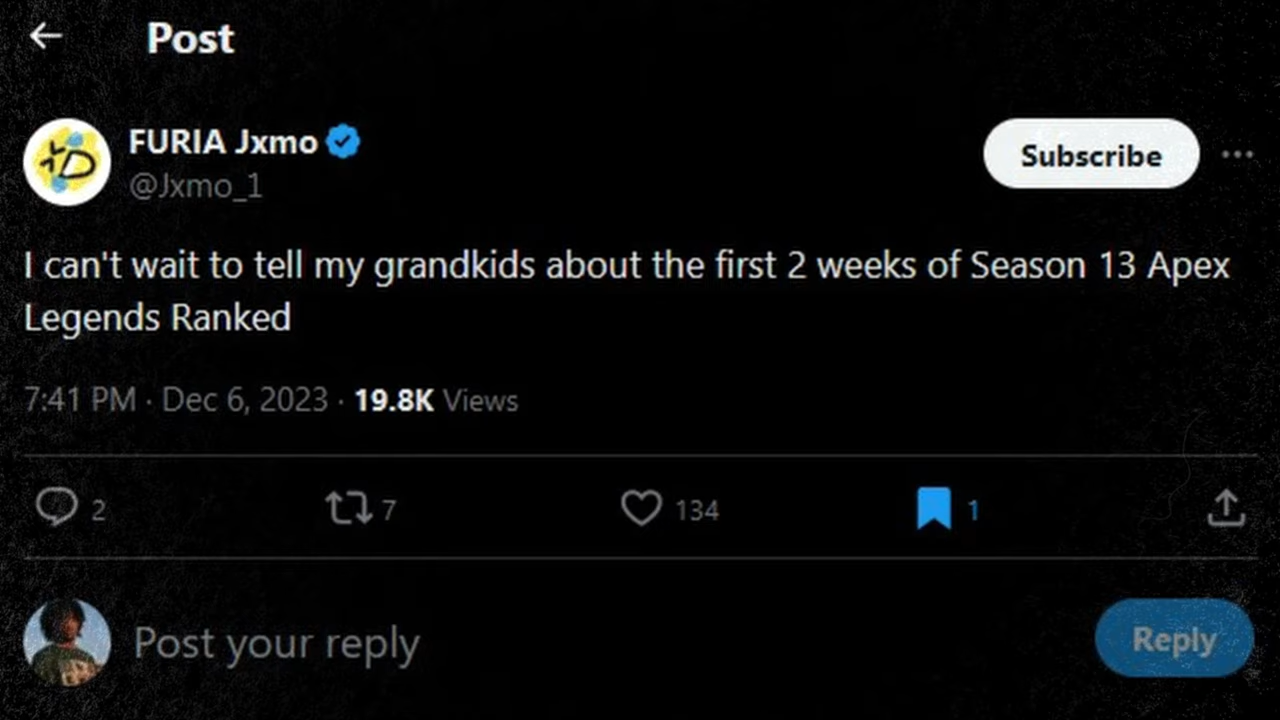 Post
FURIA Jxmo
@Jxmo_1
Subscribe
I can't wait to tell my grandkids about the first 2 weeks of Season 13 Apex
Legends Ranked
7:41 PM · Dec 6, 2023 · 19.8K Views
2 7 134 1
Post your reply
Reply